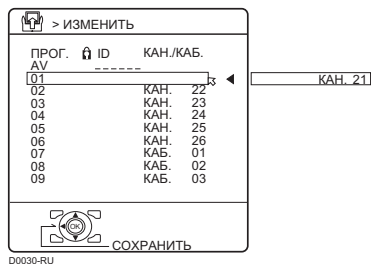 > ИЗМЕНИТЬ
ПРОГ. ID КАН./КАБ.
AV ------
01 КАН. 21
02 КАН. 22
03 КАН. 23
04 КАН. 24
05 КАН. 25
06 КАН. 26
07 КАБ. 01
08 КАБ. 02
09 КАБ. 03
OK
СОХРАНИТЬ
D0030-RU